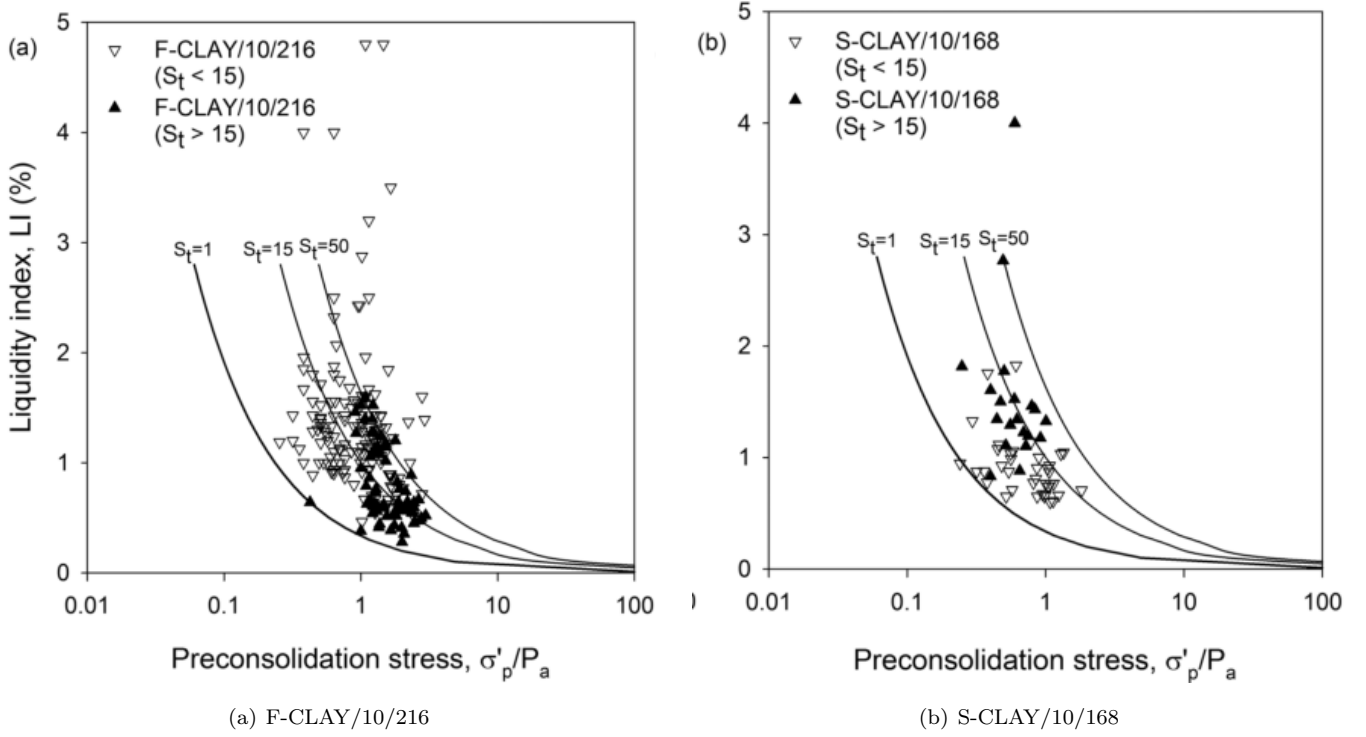 (a)
F-CLAY/10/216
(St < 15)
F-CLAY/10/216
(St > 15)
5
4
3
2
1
0
Liquidity index, LI (%)
St=1
St=15
St=50
0.01
0.1
1
10
100
Preconsolidation stress, σ'p/Pa
(a) F-CLAY/10/216
(b)
S-CLAY/10/168
(St < 15)
S-CLAY/10/168
(St > 15)
5
4
3
2
1
0
St=1
St=15
St=50
0.01
0.1
1
10
100
Preconsolidation stress, σ'p/Pa
(b) S-CLAY/10/168